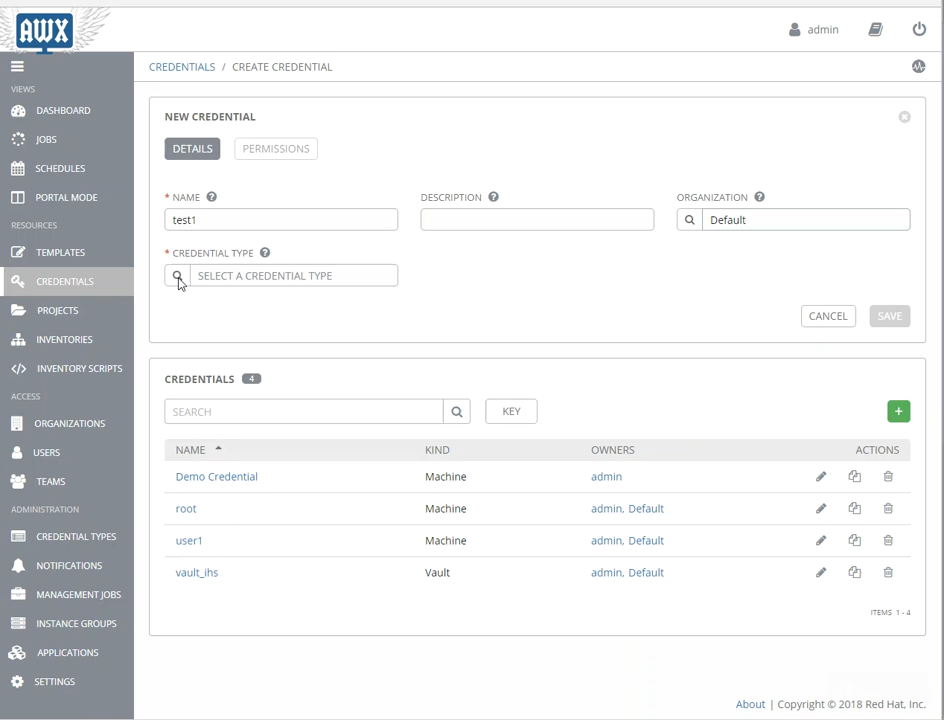 AWX
admin
VIEWS
DASHBOARD
JOBS
SCHEDULES
PORTAL MODE
RESOURCES
TEMPLATES
CREDENTIALS
PROJECTS
INVENTORIES
INVENTORY SCRIPTS
ACCESS
ORGANIZATIONS
USERS
TEAMS
ADMINISTRATION
CREDENTIAL TYPES
NOTIFICATIONS
MANAGEMENT JOBS
INSTANCE GROUPS
APPLICATIONS
SETTINGS
CREDENTIALS / CREATE CREDENTIAL
NEW CREDENTIAL
DETAILS PERMISSIONS
* NAME DESCRIPTION ORGANIZATION
test1 Default
* CREDENTIAL TYPE
SELECT A CREDENTIAL TYPE
CANCEL SAVE
CREDENTIALS 4
SEARCH KEY +
NAME KIND OWNERS ACTIONS
Demo Credential Machine admin
root Machine admin, Default
user1 Machine admin, Default
vault_ihs Vault admin, Default
ITEMS 1 - 4
About | Copyright © 2018 Red Hat, Inc.